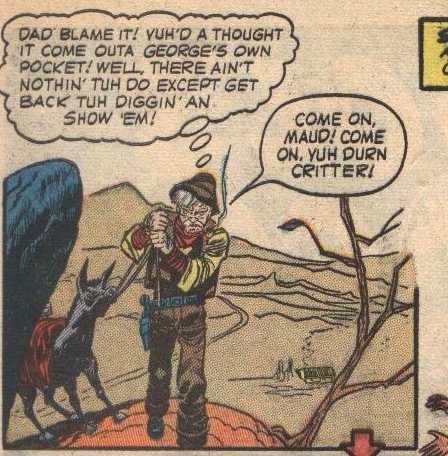 DAD BLAME IT! YUH'D A THOUGHT
IT COME OUTA GEORGE'S OWN
POCKET! WELL, THERE AIN'T
NOTHIN' TUH DO EXCEPT GET
BACK TUH DIGGIN' AN
SHOW 'EM!
COME ON,
MAUD! COME
ON, YUH DURN
CRITTER!